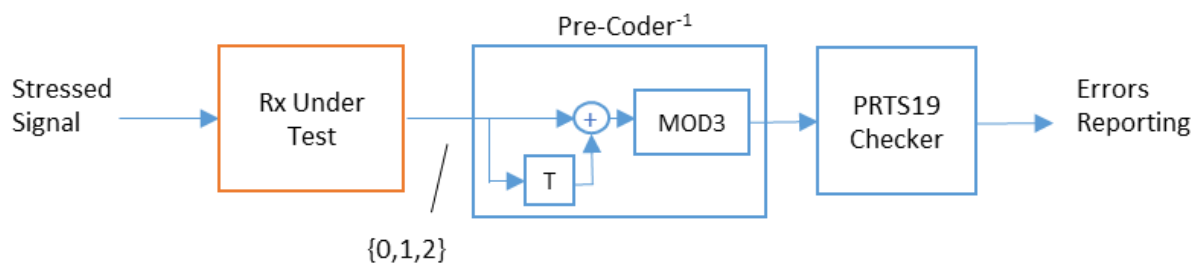 Pre-Coder⁻¹
Stressed
Signal
Rx Under
Test
+
MOD3
T
PRTS19
Checker
Errors
Reporting
{0,1,2}